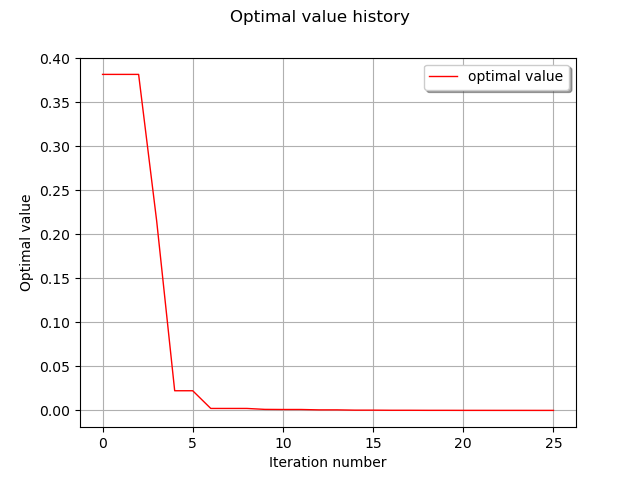 Optimal value history
optimal value
0.40
0.35
0.30
0.25
0.20
0.15
0.10
0.05
0.00
Optimal value
0 5 10 15 20 25
Iteration number